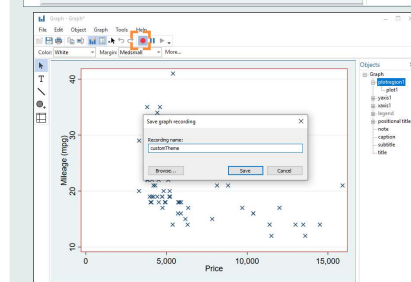 Graph - Graph*
File Edit Object Graph Tools Help
Color: White Margin: Medsmall More...
Objects
Graph
plotregion1
plot1
yaxis1
xaxis1
legend
positional title
note
caption
subtitle
title
Save graph recording
Recording name:
customTheme
Browse... Save Cancel
Mileage (mpg)
40
30
20
10
0 5,000 10,000 15,000
Price